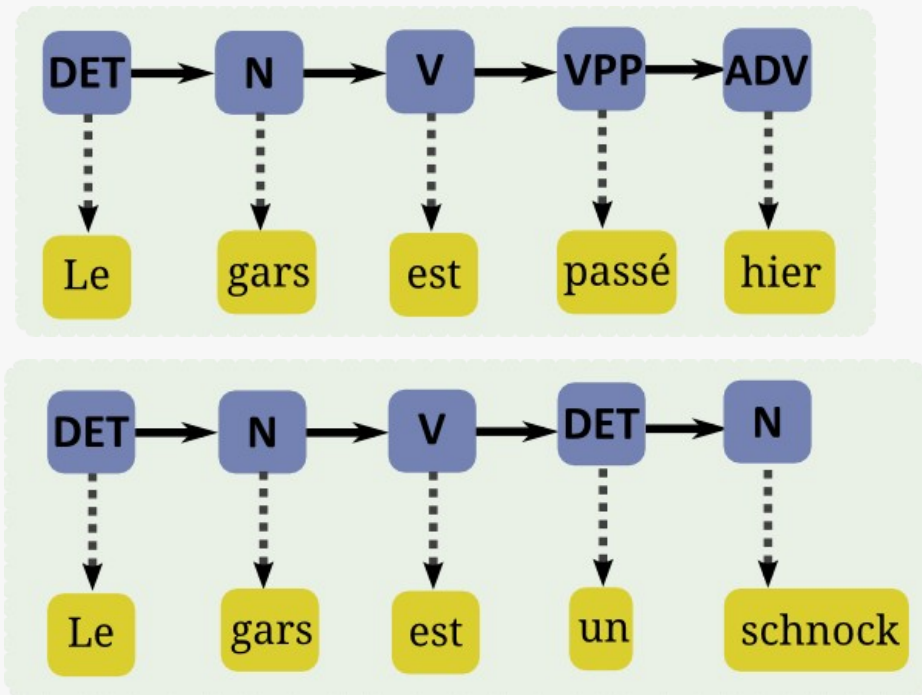 DET N V VPP ADV
Le gars est passé hier
DET N V DET N
Le gars est un schnock